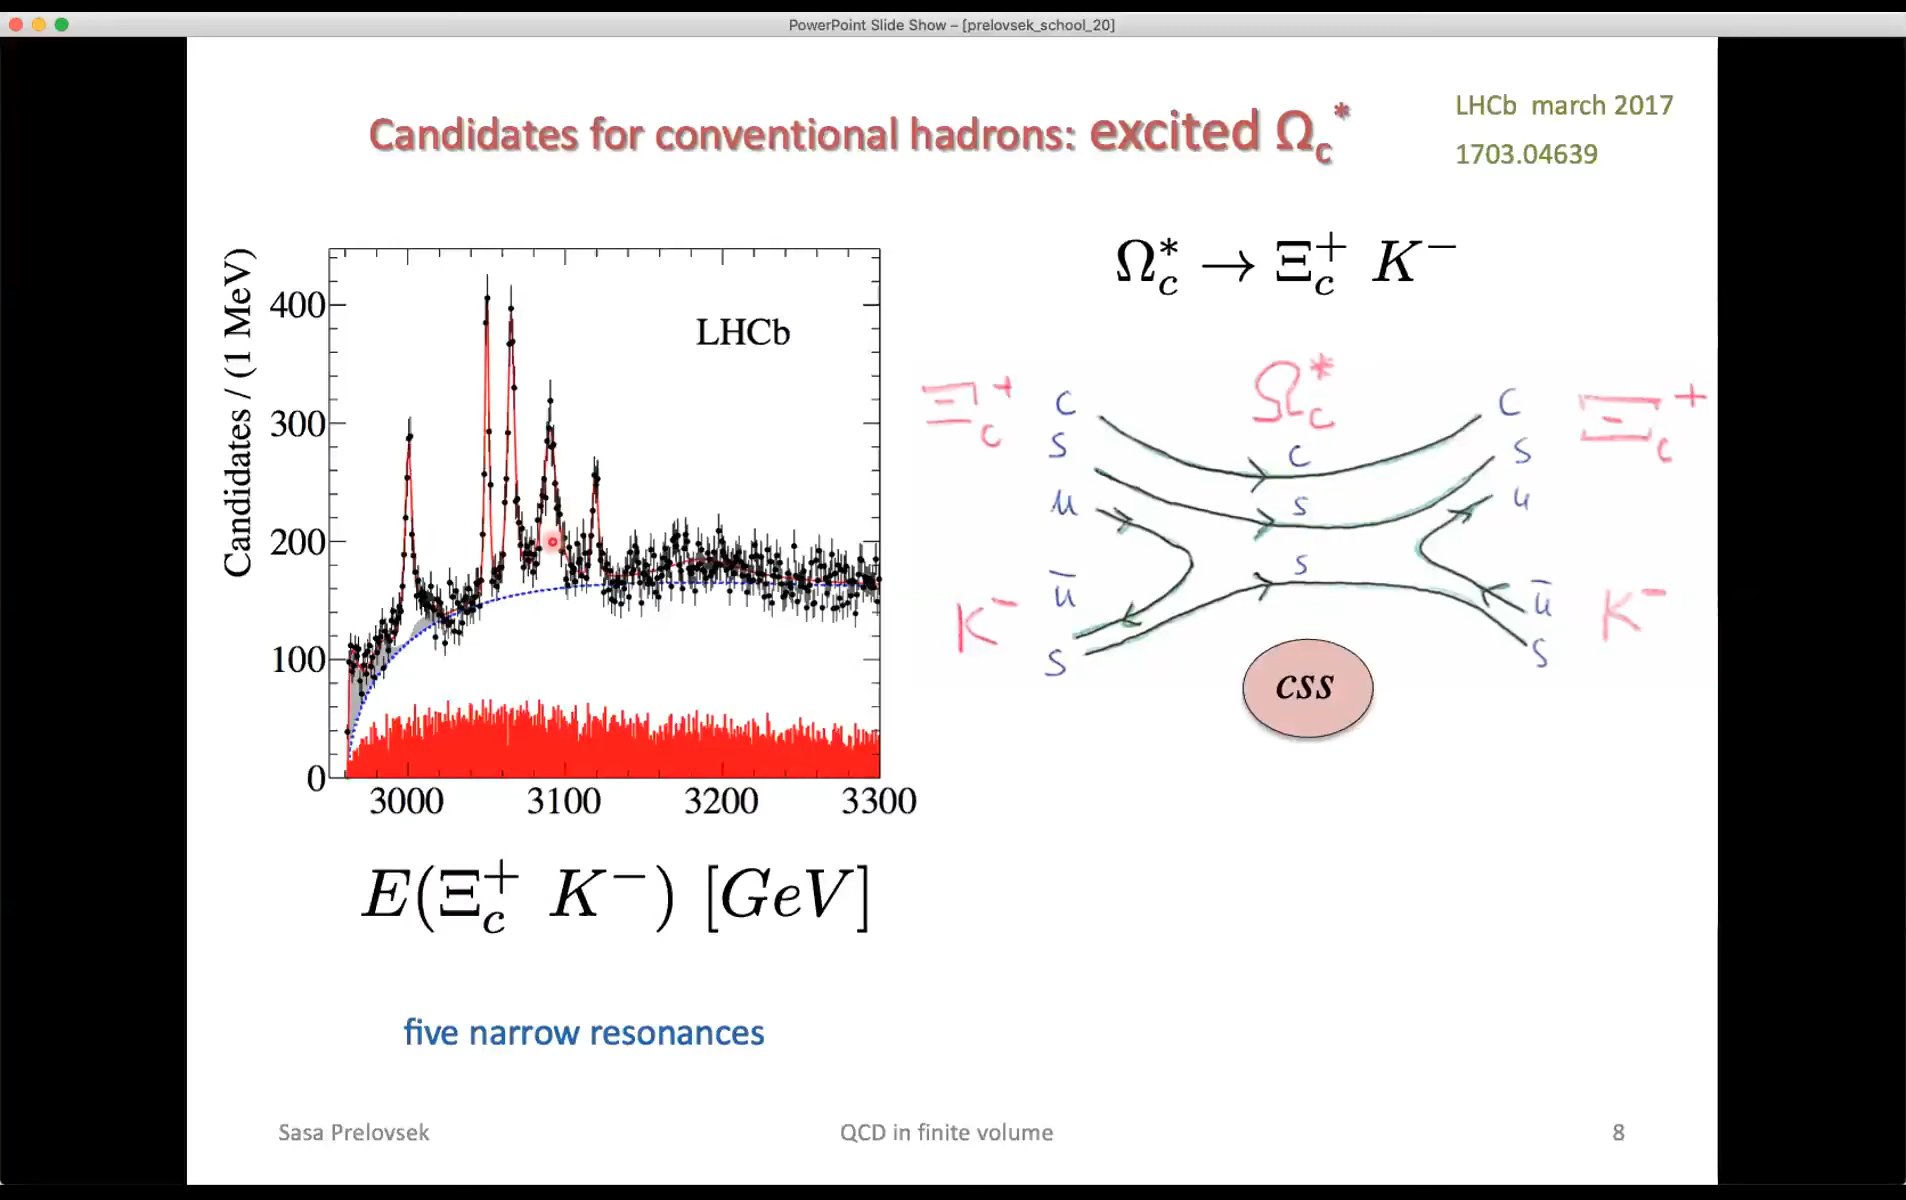 PowerPoint Slide Show – [prelovsek_school_20]
Candidates for conventional hadrons: excited Ω_c^*
LHCb march 2017
1703.04639
Ω_c^* → Ξ_c^+ K^-
Candidates / (1 MeV)
400
300
200
100
0
LHCb
3000 3100 3200 3300
E(Ξ_c^+ K^-) [GeV]
five narrow resonances
Ξ_c^+ c Ω_c^* c Ξ_c^+
s c s
u s u
K^- ū s ū K^-
s s
css
Sasa Prelovsek QCD in finite volume 8